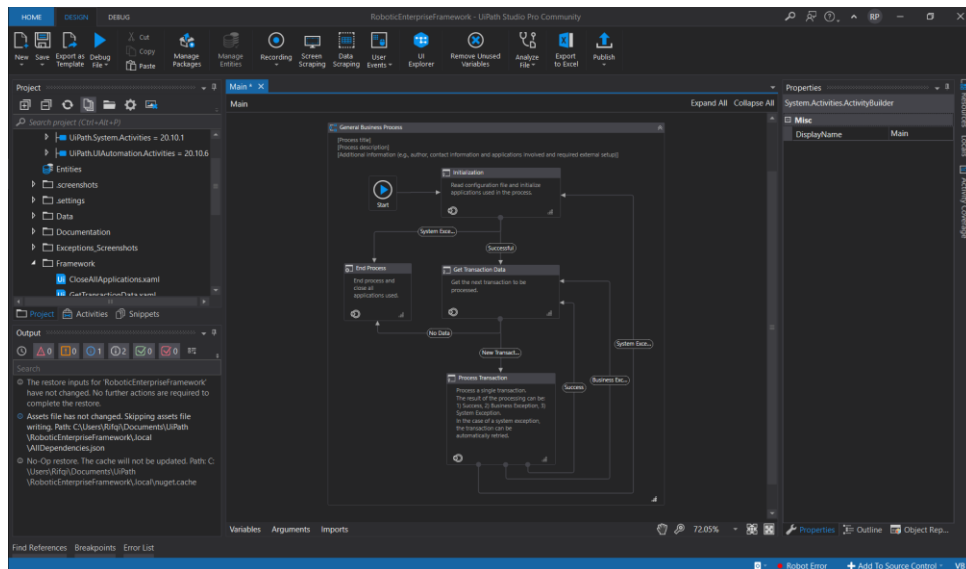 HOME DESIGN DEBUG
RoboticEnterpriseFramework - UiPath Studio Pro Community
RP
New Save Export as Template Debug File
Cut
Copy
Paste
Manage Packages
Manage Entities
Recording
Screen Scraping
Data Scraping
User Events
UI Explorer
Remove Unused Variables
Analyze File
Export to Excel
Publish
Project
Search project (Ctrl+Alt+P)
UiPath.System.Activities = 20.10.1
UiPath.UIAutomation.Activities = 20.10.6
Entities
.screenshots
.settings
Data
Documentation
Exceptions_Screenshots
Framework
CloseAllApplications.xaml
GetTransactionData.xaml
Project Activities Snippets
Output
0 0 1 2 0 0
Search
The restore inputs for 'RoboticEnterpriseFramework'
have not changed. No further actions are required to
complete the restore.
Assets file has not changed. Skipping assets file
writing. Path: C:\Users\Rifqi\Documents\UiPath
\RoboticEnterpriseFramework\.local
\AllDependencies.json
No-Op restore. The cache will not be updated. Path: C:
\Users\Rifqi\Documents\UiPath
\RoboticEnterpriseFramework\.local\nuget.cache
Find References Breakpoints Error List
Main*
Main
Expand All Collapse All
General Business Process
[Process title]
[Process description]
[Additional information (e.g., author, contact information and applications involved and required external setup)]
Start
Initialization
Read configuration file and initialize
applications used in the process.
System Exce...
Successful
End Process
End process and
close all
applications used.
Get Transaction Data
Get the next transaction to be
processed.
No Data
New Transact...
System Exce...
Business Exc...
Success
Process Transaction
Process a single transaction.
The result of the processing can be:
1) Success, 2) Business Exception, 3)
System Exception.
In the case of a system exception,
the transaction can be
automatically retried.
Variables Arguments Imports
72.05%
Properties
System.Activities.ActivityBuilder
Misc
DisplayName Main
Properties Outline Object Rep...
Resources
Locals
Activity Coverage
0
Robot Error
Add To Source Control
VB